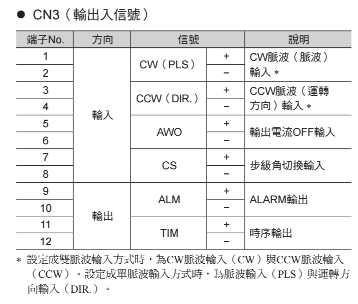 ● CN3（輸出入信號）
端子No. 方向 信號 說明
1 輸入 CW（PLS） + CW脈波（脈波）
2 − 輸入 *
3 CCW（DIR.） + CCW脈波（運轉
4 − 方向）輸入 *
5 AWO + 輸出電流OFF輸入
6 −
7 CS + 步級角切換輸入
8 −
9 輸出 ALM + ALARM輸出
10 −
11 TIM + 時序輸出
12 −
* 設定成雙脈波輸入方式時，為CW脈波輸入（CW）與CCW脈波輸入
（CCW）。設定成單脈波輸入方式時，為脈波輸入（PLS）與運轉方
向輸入（DIR.）。